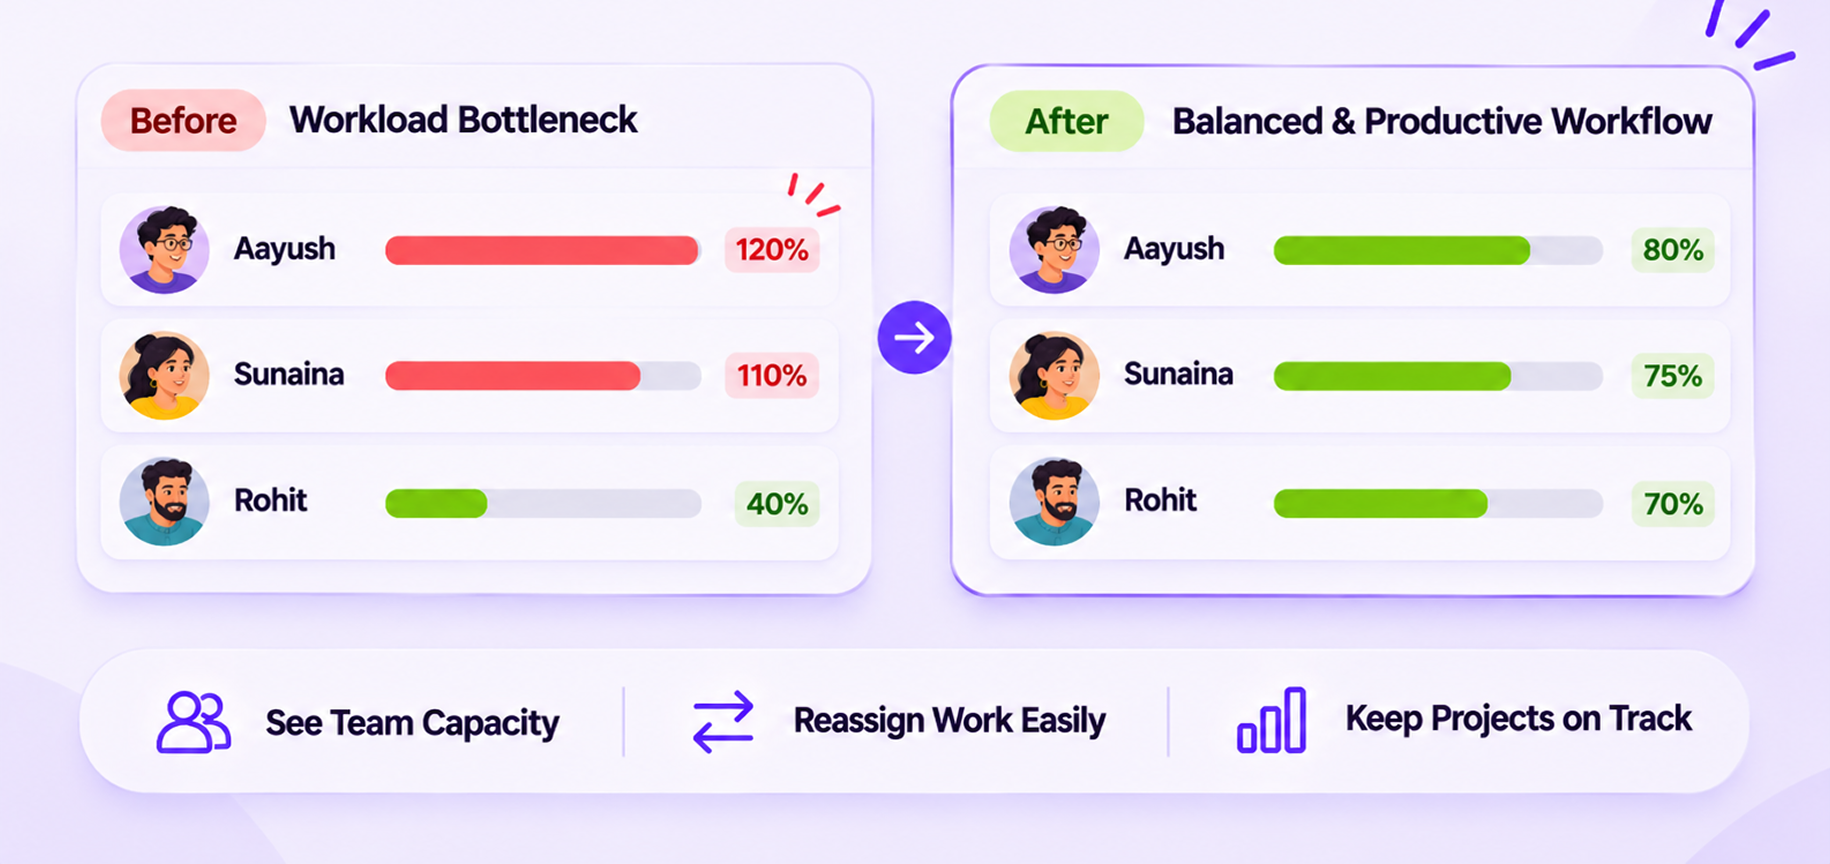 Before Workload Bottleneck
Aayush 120%
Sunaina 110%
Rohit 40%
After Balanced & Productive Workflow
Aayush 80%
Sunaina 75%
Rohit 70%
See Team Capacity
Reassign Work Easily
Keep Projects on Track